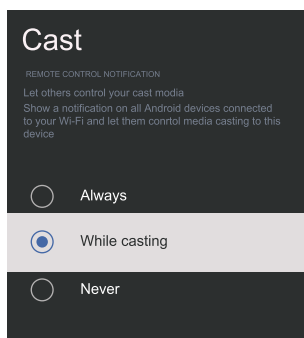 Cast
REMOTE CONTROL NOTIFICATION
Let others control your cast modia
Show a notification on all Android devices connected
to your Wi-Fi and let them conrtol media casting to this
device
Always
While casting
Never